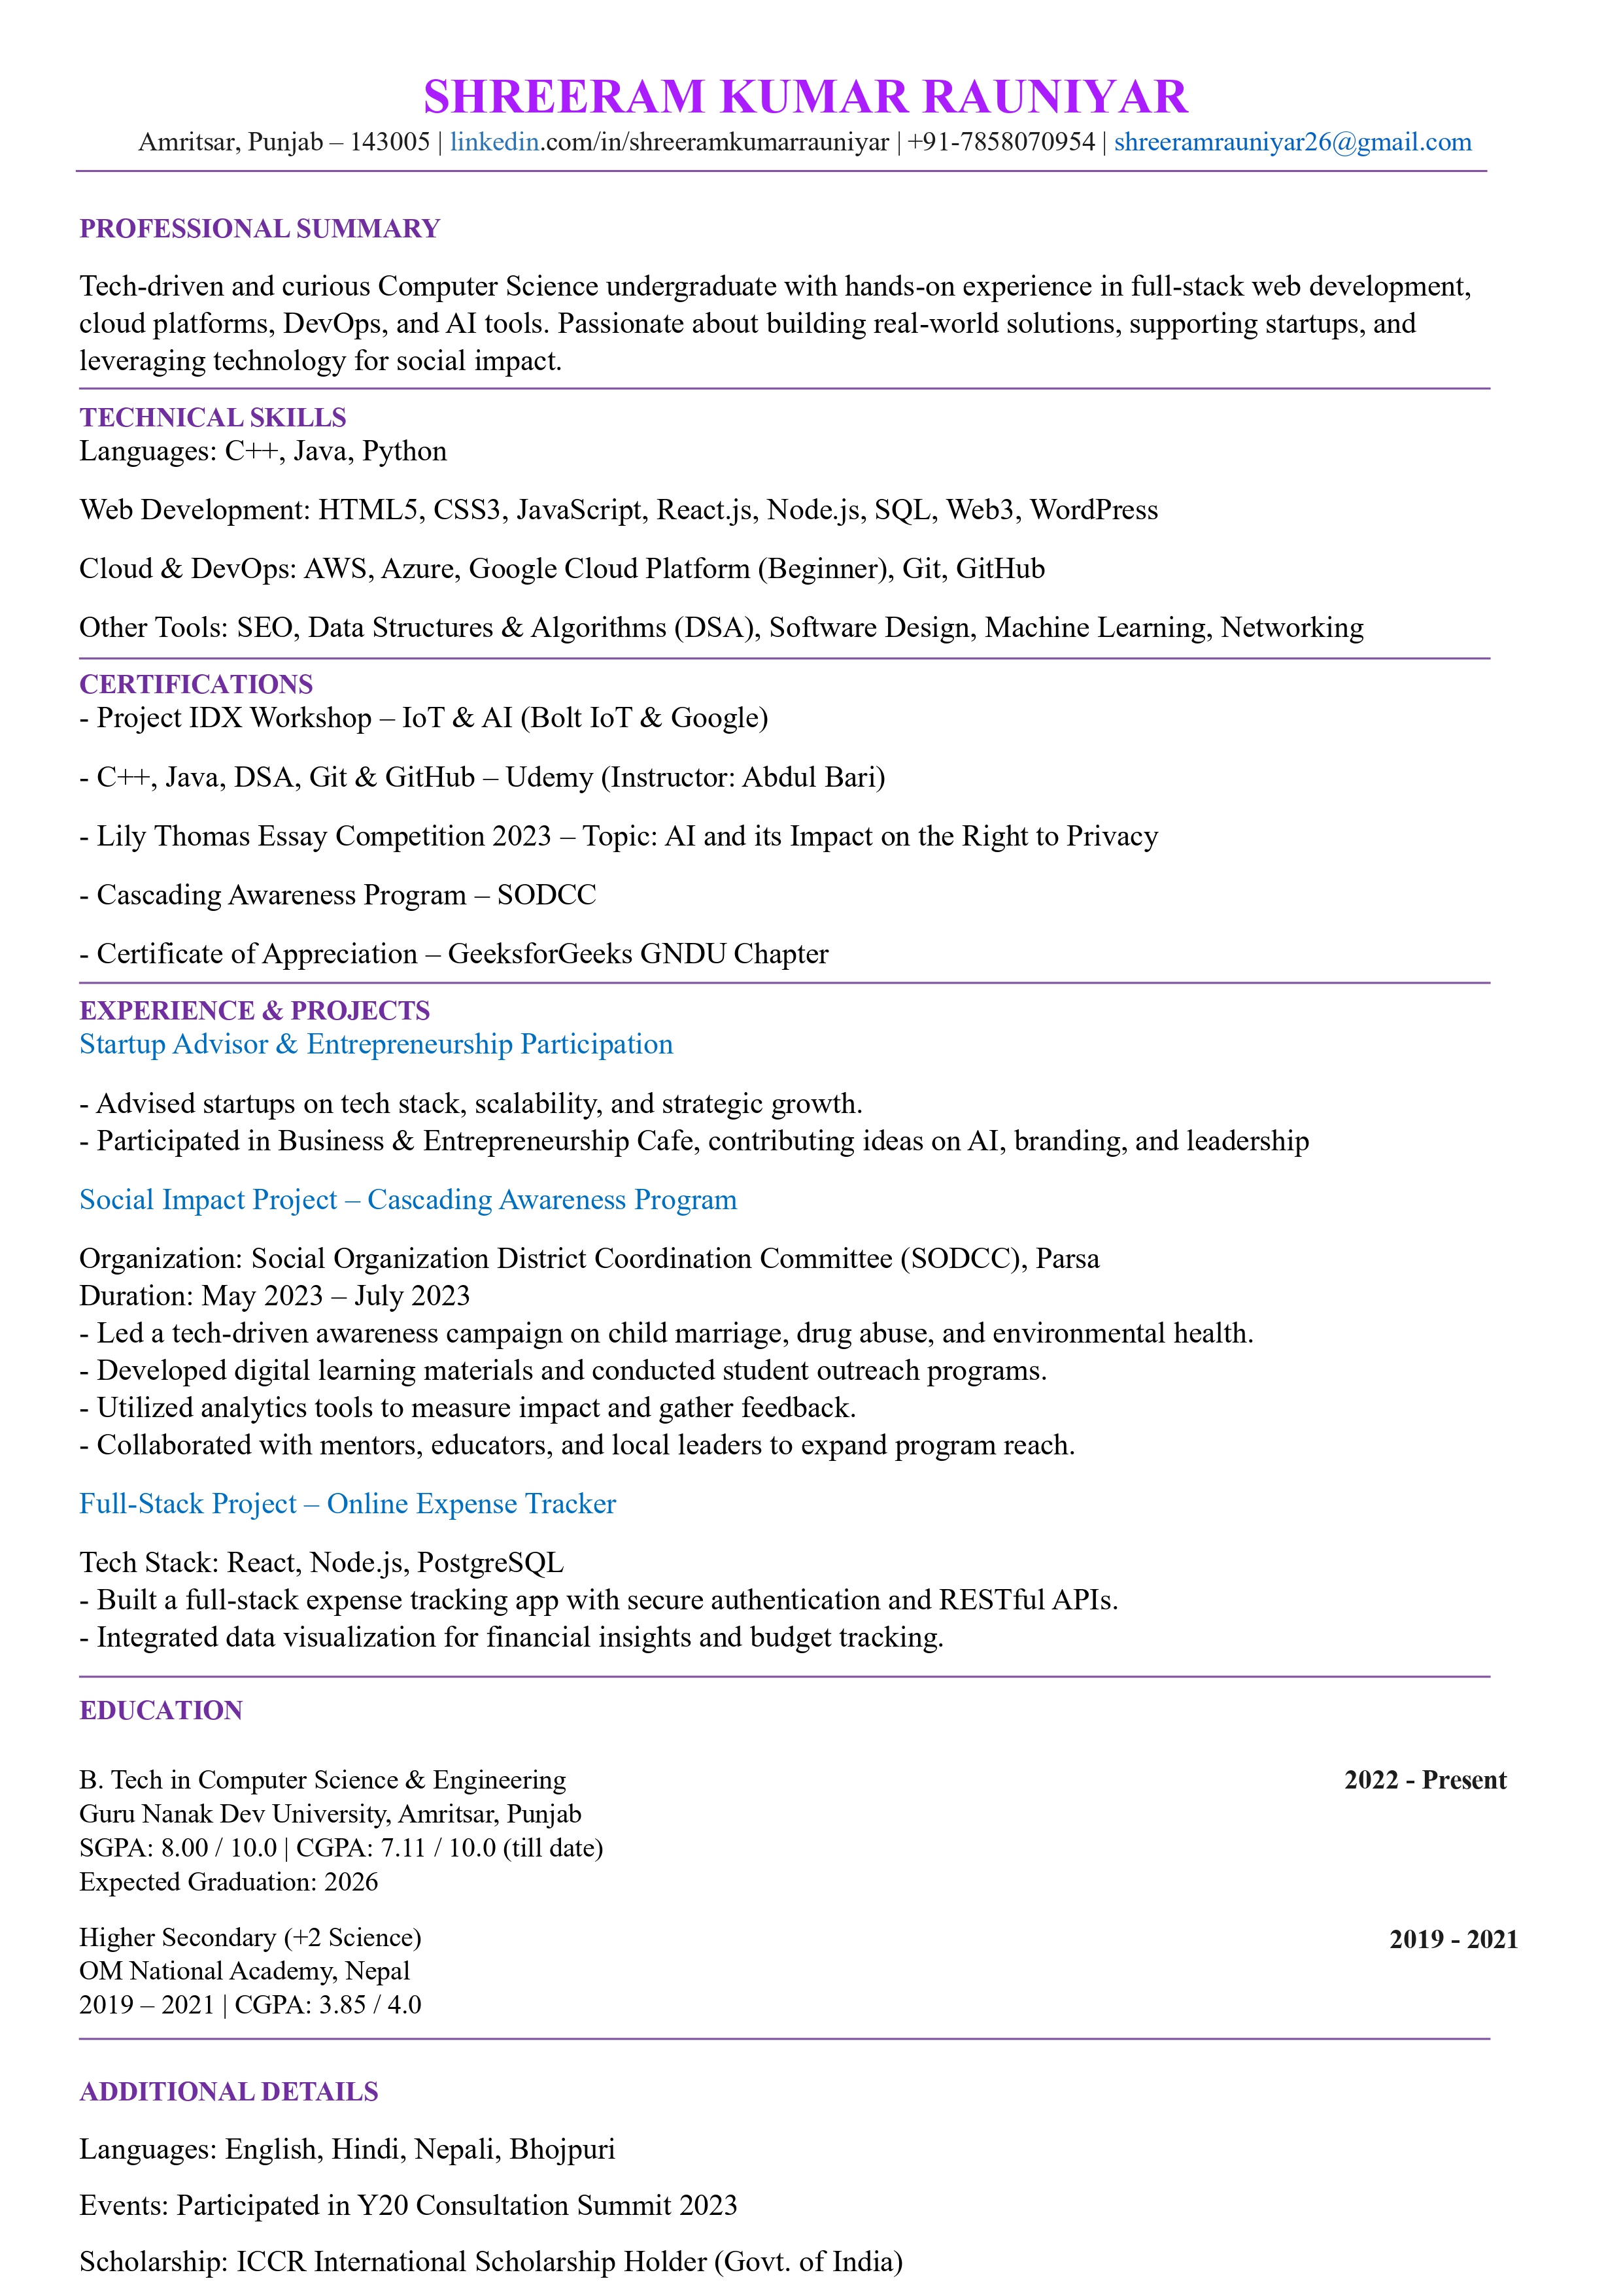 SHREERAM KUMAR RAUNIYAR
Amritsar, Punjab – 143005 | linkedin.com/in/shreeramkumarrauniyar | +91-7858070954 | shreeramrauniyar26@gmail.com
PROFESSIONAL SUMMARY
Tech-driven and curious Computer Science undergraduate with hands-on experience in full-stack web development,
cloud platforms, DevOps, and AI tools. Passionate about building real-world solutions, supporting startups, and
leveraging technology for social impact.
TECHNICAL SKILLS
Languages: C++, Java, Python
Web Development: HTML5, CSS3, JavaScript, React.js, Node.js, SQL, Web3, WordPress
Cloud & DevOps: AWS, Azure, Google Cloud Platform (Beginner), Git, GitHub
Other Tools: SEO, Data Structures & Algorithms (DSA), Software Design, Machine Learning, Networking
CERTIFICATIONS
- Project IDX Workshop – IoT & AI (Bolt IoT & Google)
- C++, Java, DSA, Git & GitHub – Udemy (Instructor: Abdul Bari)
- Lily Thomas Essay Competition 2023 – Topic: AI and its Impact on the Right to Privacy
- Cascading Awareness Program – SODCC
- Certificate of Appreciation – GeeksforGeeks GNDU Chapter
EXPERIENCE & PROJECTS
Startup Advisor & Entrepreneurship Participation
- Advised startups on tech stack, scalability, and strategic growth.
- Participated in Business & Entrepreneurship Cafe, contributing ideas on AI, branding, and leadership
Social Impact Project – Cascading Awareness Program
Organization: Social Organization District Coordination Committee (SODCC), Parsa
Duration: May 2023 – July 2023
- Led a tech-driven awareness campaign on child marriage, drug abuse, and environmental health.
- Developed digital learning materials and conducted student outreach programs.
- Utilized analytics tools to measure impact and gather feedback.
- Collaborated with mentors, educators, and local leaders to expand program reach.
Full-Stack Project – Online Expense Tracker
Tech Stack: React, Node.js, PostgreSQL
- Built a full-stack expense tracking app with secure authentication and RESTful APIs.
- Integrated data visualization for financial insights and budget tracking.
EDUCATION
B. Tech in Computer Science & Engineering 2022 - Present
Guru Nanak Dev University, Amritsar, Punjab
SGPA: 8.00 / 10.0 | CGPA: 7.11 / 10.0 (till date)
Expected Graduation: 2026
Higher Secondary (+2 Science) 2019 - 2021
OM National Academy, Nepal
2019 – 2021 | CGPA: 3.85 / 4.0
ADDITIONAL DETAILS
Languages: English, Hindi, Nepali, Bhojpuri
Events: Participated in Y20 Consultation Summit 2023
Scholarship: ICCR International Scholarship Holder (Govt. of India)